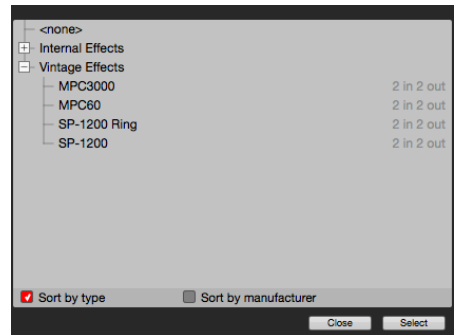 <none>
Internal Effects
Vintage Effects
MPC3000 2 in 2 out
MPC60 2 in 2 out
SP-1200 Ring 2 in 2 out
SP-1200 2 in 2 out
Sort by type Sort by manufacturer
Close Select